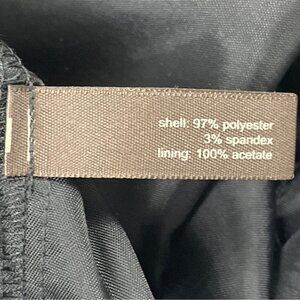 shell: 97% polyester
3% spandex
lining: 100% acetate